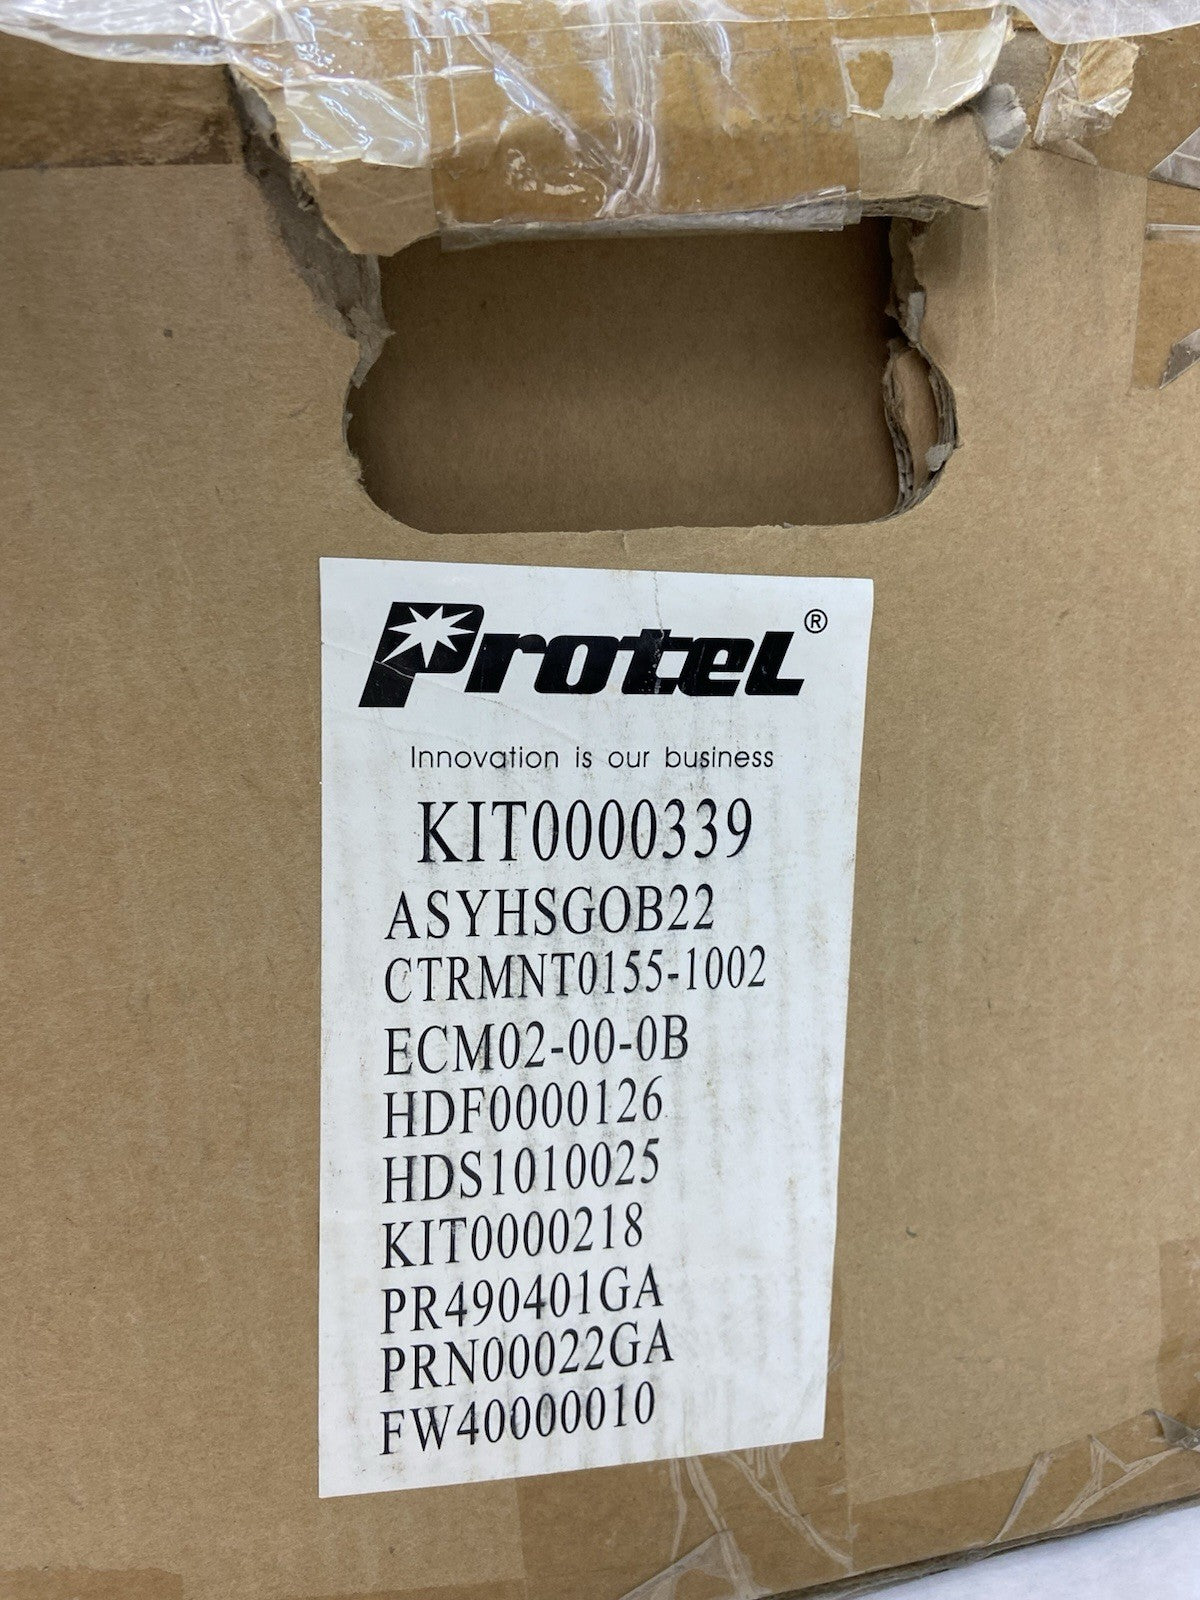 Protel®
Innovation is our business
KIT0000339
ASYHSGOB22
CTRMNT0155-1002
ECM02-00-0B
HDF0000126
HDS1010025
KIT0000218
PR490401GA
PRN00022GA
FW40000010